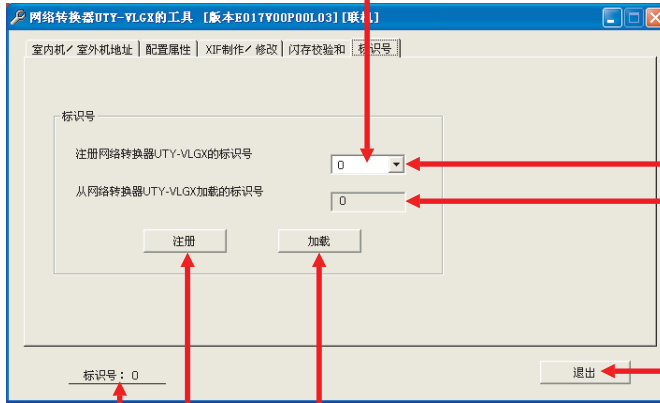 网络转换器UTY-VLGX的工具 [版本E017V00P00L03][联机]
室内机/室外机地址 配置属性 XIF制作/修改 闪存校验和 标识号
标识号
注册网络转换器UTY-VLGX的标识号
0
从网络转换器UTY-VLGX加载的标识号
0
注册 加载
标识号: 0
退出